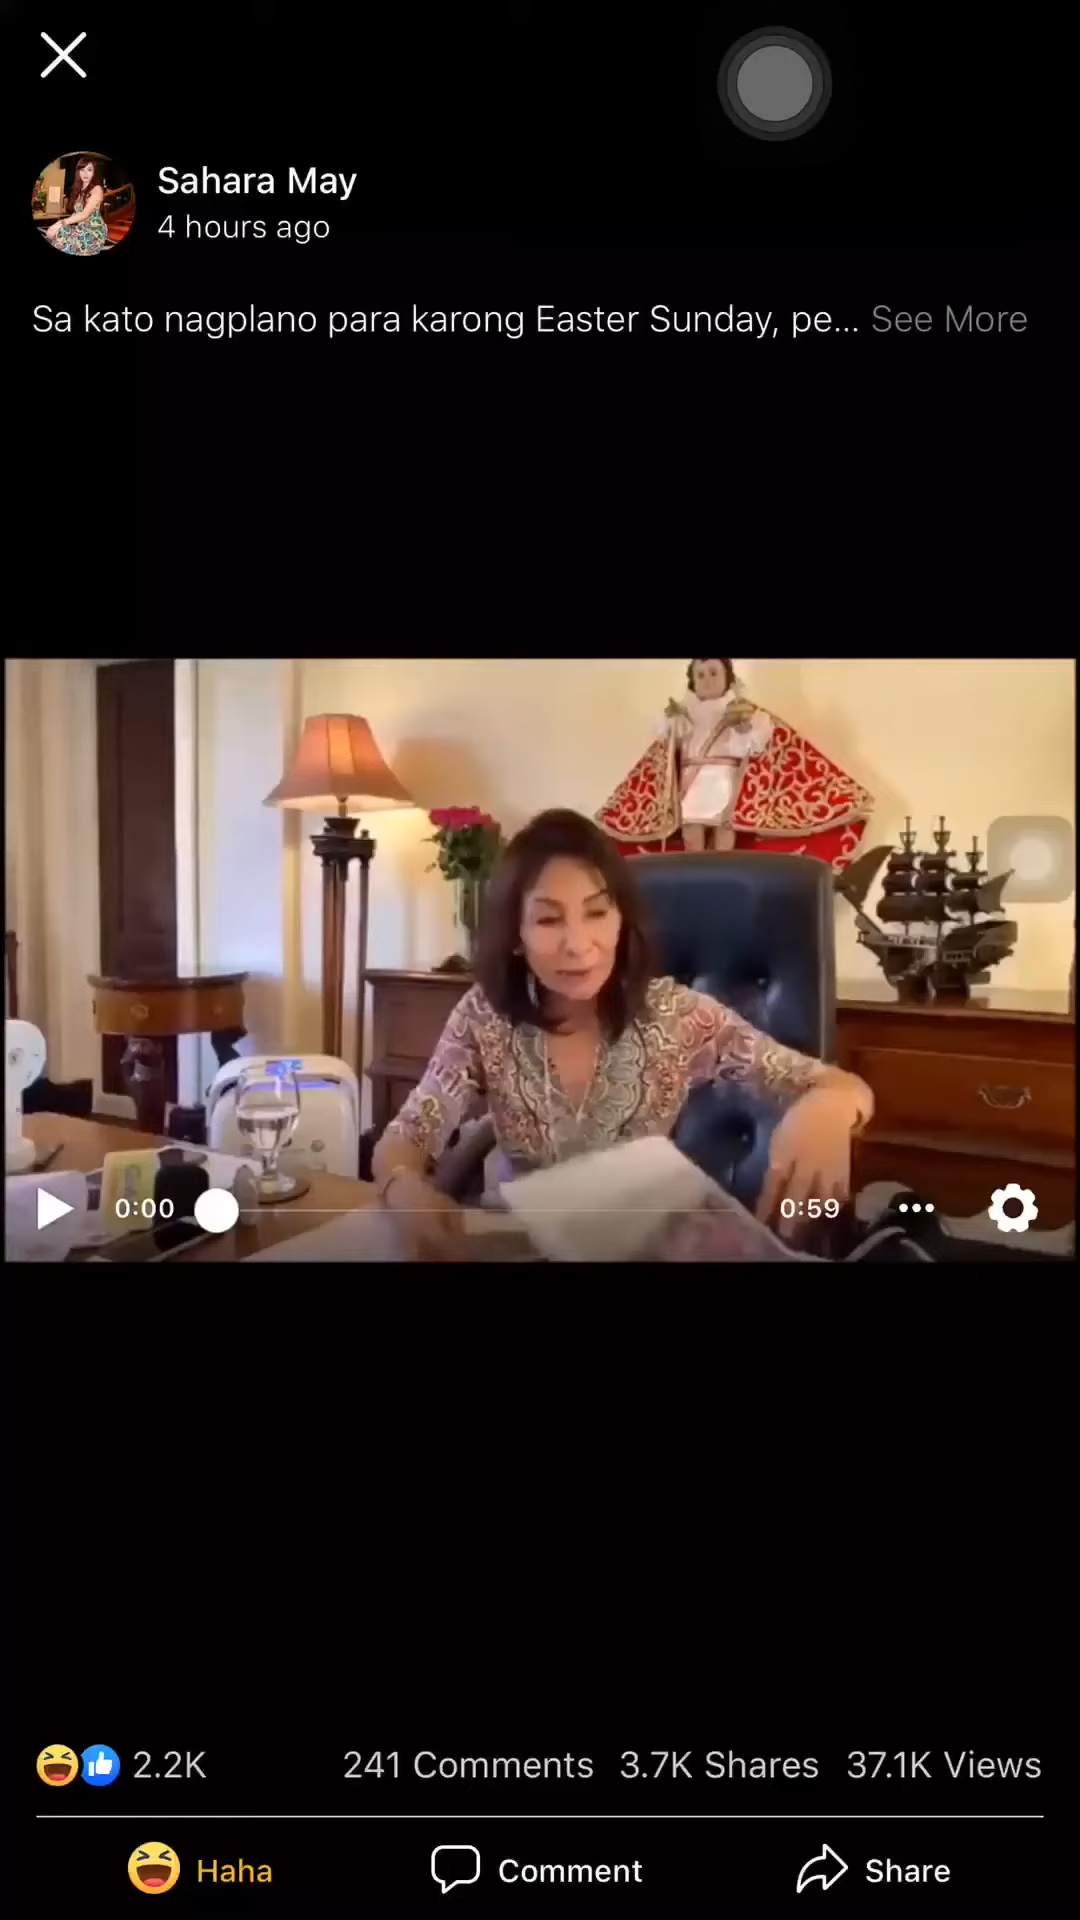 Sahara May
4 hours ago
Sa kato nagplano para karong Easter Sunday, pe... See More
0:00
0:59
2.2K 241 Comments 3.7K Shares 37.1K Views
Haha Comment Share